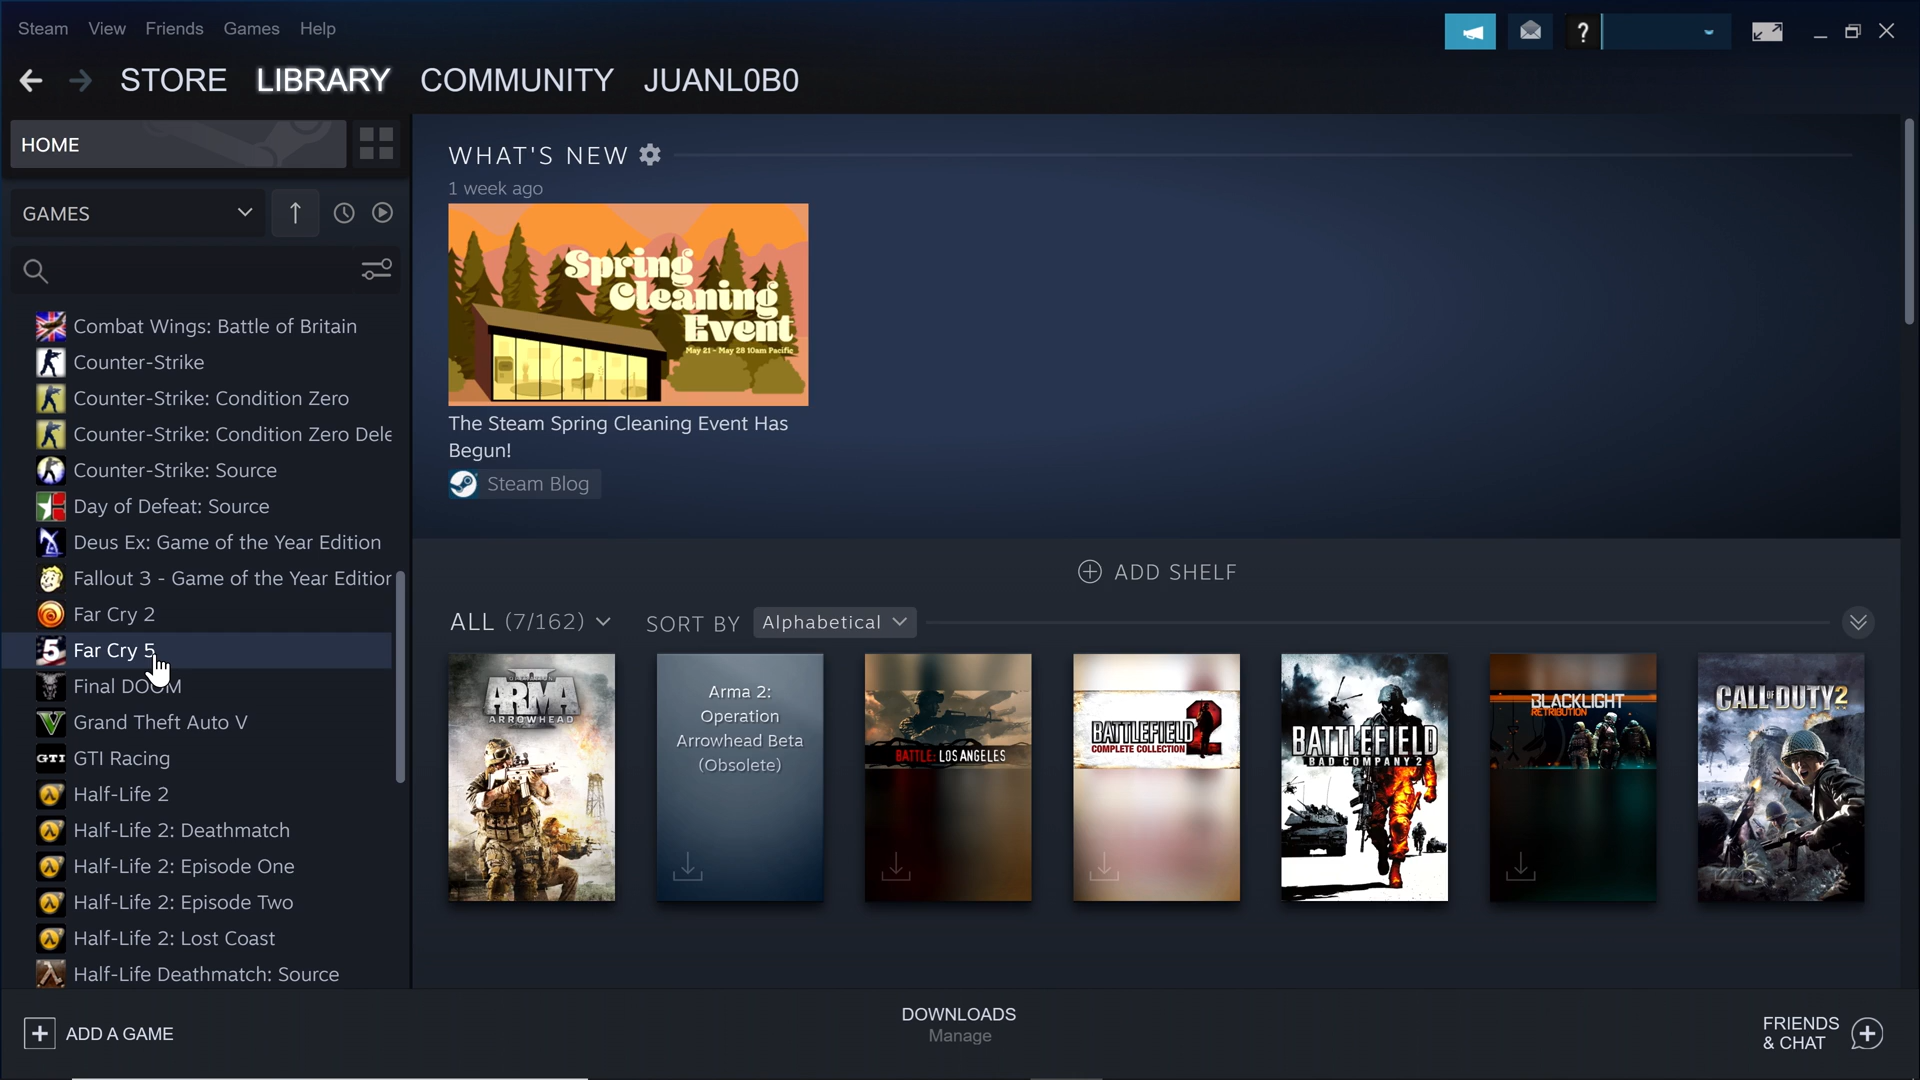 Steam View Friends Games Help
?
STORE LIBRARY COMMUNITY JUANL0B0
HOME
GAMES
Combat Wings: Battle of Britain
Counter-Strike
Counter-Strike: Condition Zero
Counter-Strike: Condition Zero Dele
Counter-Strike: Source
Day of Defeat: Source
Deus Ex: Game of the Year Edition
Fallout 3 - Game of the Year Edition
Far Cry 2
5 Far Cry 5
Final DOOM
Grand Theft Auto V
GTI GTI Racing
Half-Life 2
Half-Life 2: Deathmatch
Half-Life 2: Episode One
Half-Life 2: Episode Two
Half-Life 2: Lost Coast
Half-Life Deathmatch: Source
WHAT'S NEW
1 week ago
Spring
Cleaning
Event
May 21 - May 28 10am Pacific
The Steam Spring Cleaning Event Has
Begun!
Steam Blog
ADD SHELF
ALL (7/162) SORT BY Alphabetical
ARMA II
ARROWHEAD
Arma 2:
Operation
Arrowhead Beta
(Obsolete)
BATTLE: LOS ANGELES
BATTLEFIELD 2
COMPLETE COLLECTION
BATTLEFIELD
BAD COMPANY 2
BLACKLIGHT
RETRIBUTION
CALL OF DUTY 2
ADD A GAME
DOWNLOADS
Manage
FRIENDS
& CHAT